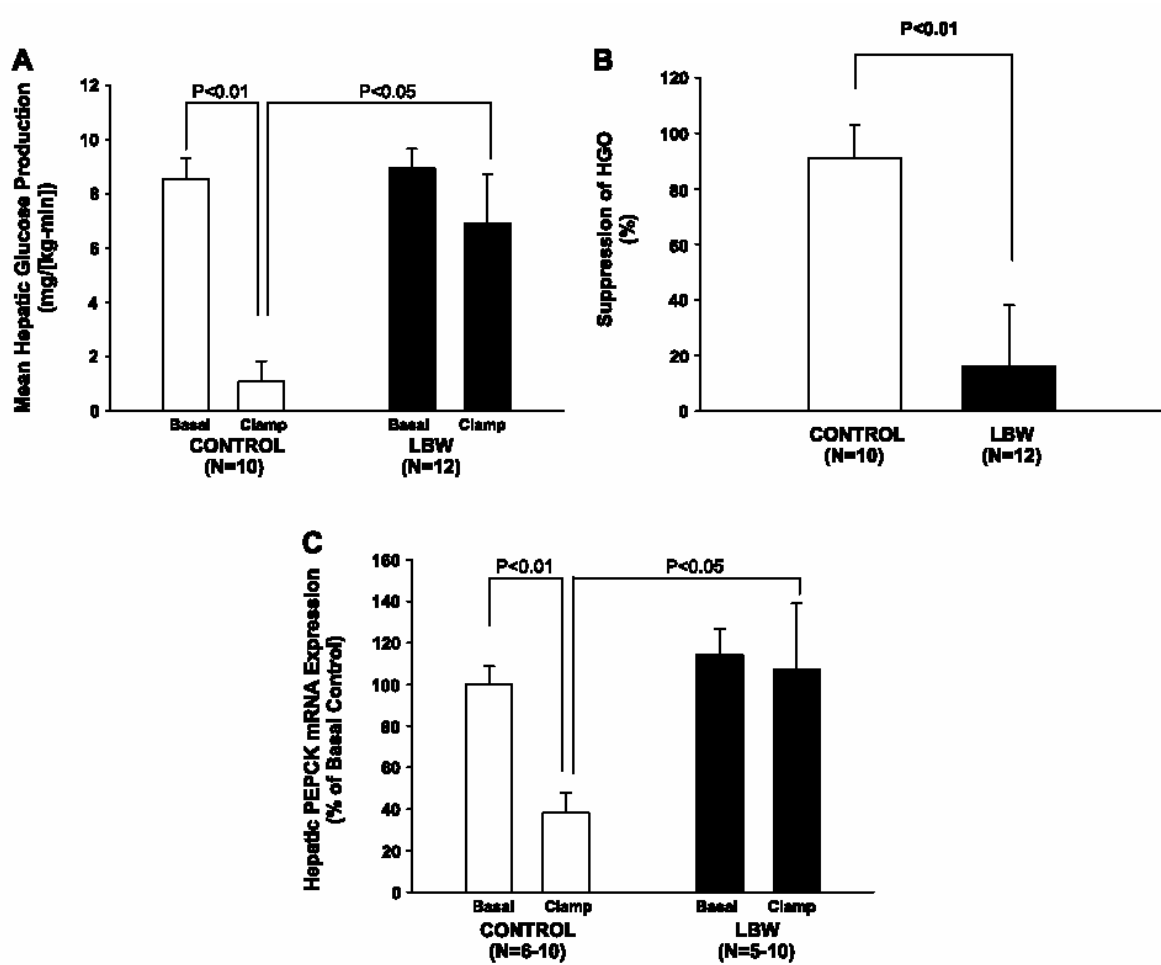 A
Mean Hepatic Glucose Production
(mg/[kg-min])
12
10
8
6
4
2
0
P<0.01
P<0.05
Basal
Clamp
Basal
Clamp
CONTROL
(N=10)
LBW
(N=12)
B
Suppression of HGO
(%)
120
100
80
60
40
20
0
P<0.01
CONTROL
(N=10)
LBW
(N=12)
C
Hepatic PEPCK mRNA Expression
(% of Basal Control)
160
140
120
100
80
60
40
20
0
P<0.01
P<0.05
Basal
Clamp
Basal
Clamp
CONTROL
(N=6-10)
LBW
(N=5-10)